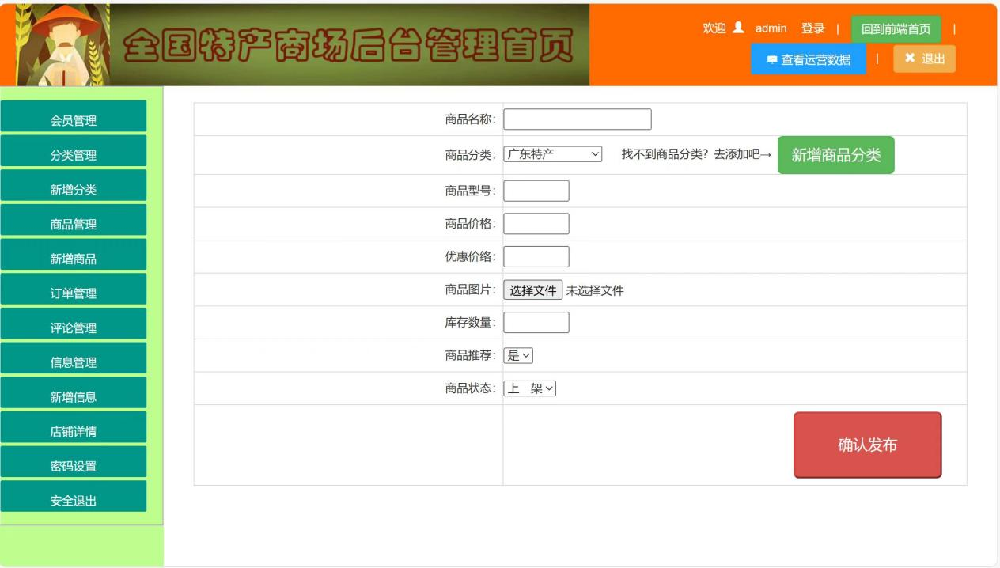 全国特产商场后台管理首页
欢迎 admin 登录 | 回到前端首页 |
查看运营数据 | 退出
会员管理
分类管理
新增分类
商品管理
新增商品
订单管理
评论管理
信息管理
新增信息
店铺详情
密码设置
安全退出
商品名称：
商品分类： 广东特产 找不到商品分类？去添加吧→ 新增商品分类
商品型号：
商品价格：
优惠价络：
商品图片： 选择文件 未选择文件
库存数量：
商品推荐： 是
商品状态： 上 架
确认发布